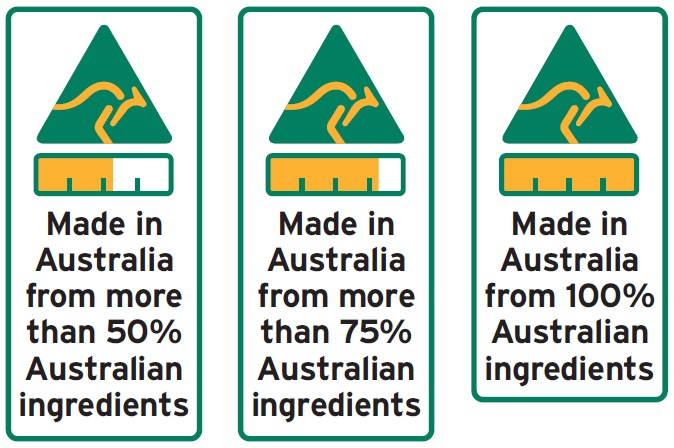 Made in
Australia
from more
than 50%
Australian
ingredients
Made in
Australia
from more
than 75%
Australian
ingredients
Made in
Australia
from 100%
Australian
ingredients